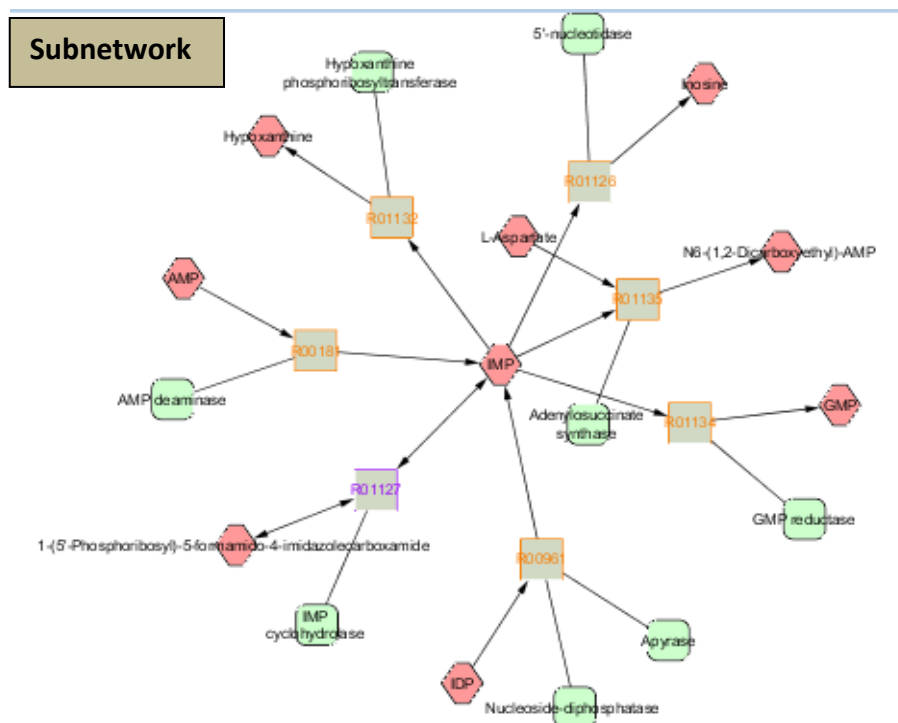 Subnetwork
5'-nucleotidase
Hypoxanthine
phosphoribosyltransferase
Inosine
Hypoxanthine
R01126
R01132
L-Aspartate
N6-(1,2-Dicarboxyethyl)-AMP
AMP
R01135
R00181
IMP
AMP deaminase
GMP
Adenylosuccinate
synthase
R01134
R01127
GMP reductase
1-(5'-Phosphoribosyl)-5-formamido-4-imidazolecarboxamide
R00961
IMP
cyclohydrolase
Apyrase
IDP
Nucleoside-diphosphatase